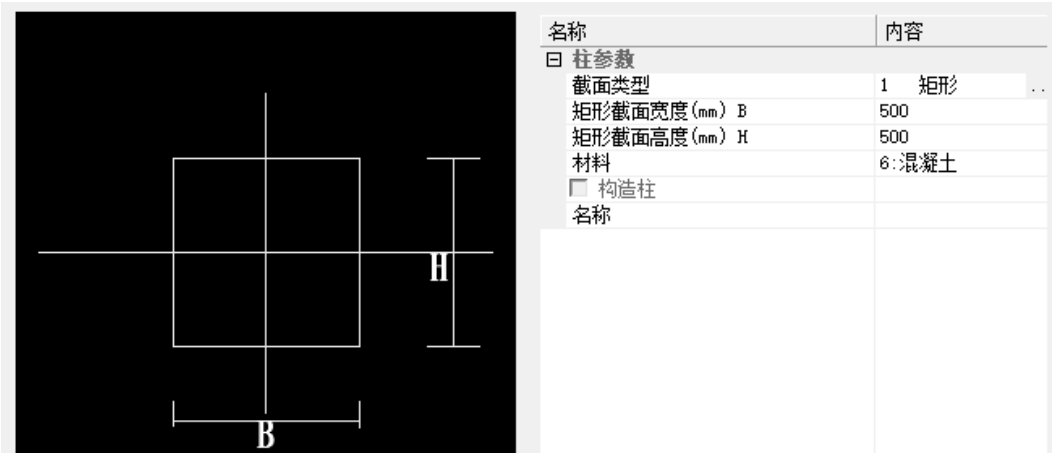 名称 内容
柱参数
截面类型 1 矩形 ..
矩形截面宽度(mm) B 500
矩形截面高度(mm) H 500
材料 6:混凝土
构造柱
名称
H
B